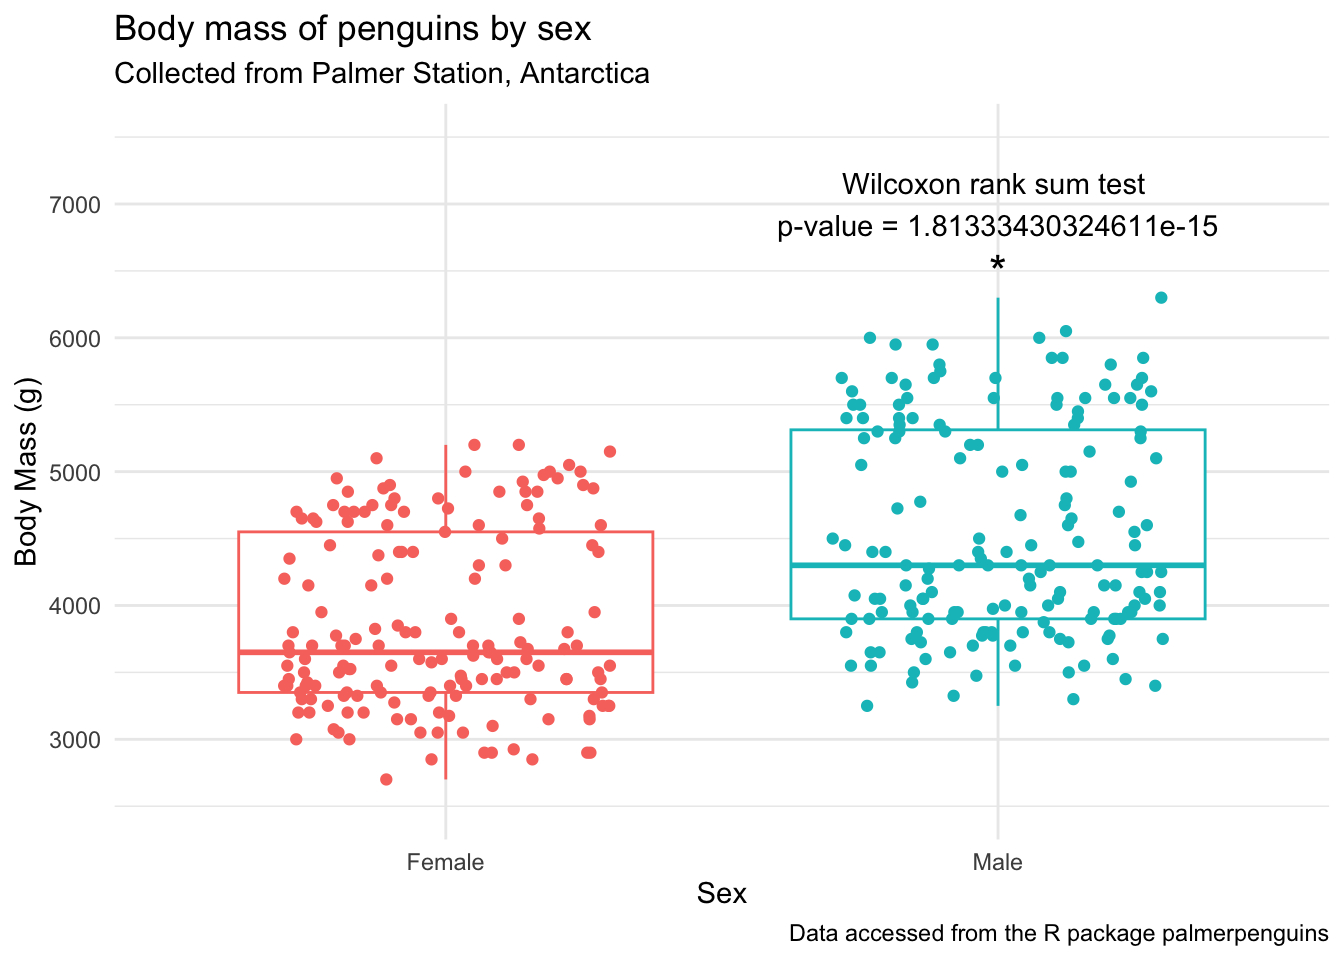 Body mass of penguins by sex
Collected from Palmer Station, Antarctica
Wilcoxon rank sum test
p-value = 1.81333430324611e-15
*
7000
6000
5000
4000
3000
Body Mass (g)
Female
Male
Sex
Data accessed from the R package palmerpenguins